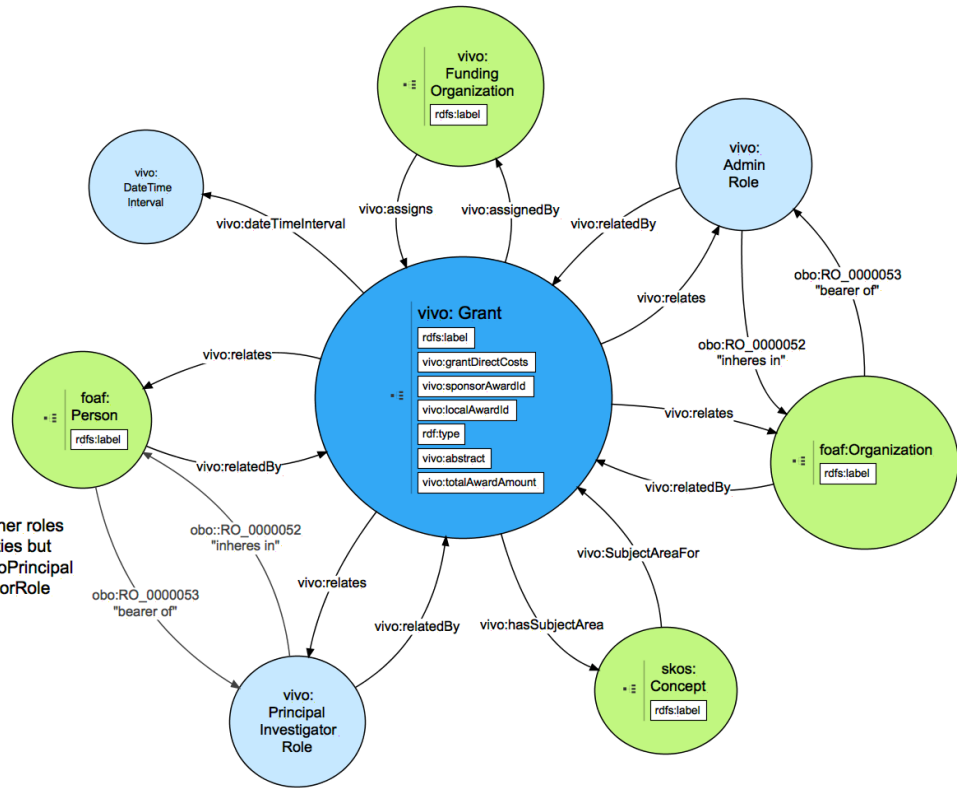 vivo:
Funding
Organization
rdfs:label
vivo:
Admin
Role
vivo:
DateTime
Interval
vivo:assigns
vivo:assignedBy
vivo:relatedBy
vivo:dateTimeInterval
obo:RO_0000053
"bearer of"
vivo:relates
vivo: Grant
rdfs:label
vivo:grantDirectCosts
vivo:sponsorAwardId
vivo:localAwardId
rdf:type
vivo:abstract
vivo:totalAwardAmount
obo:RO_0000052
"inheres in"
vivo:relates
foaf:
Person
rdfs:label
vivo:relates
foaf:Organization
rdfs:label
vivo:relatedBy
vivo:relatedBy
obo::RO_0000052
"inheres in"
ner roles
ties but
oPrincipal
orRole
vivo:SubjectAreaFor
obo:RO_0000053
"bearer of"
vivo:relates
vivo:relatedBy
vivo:hasSubjectArea
vivo:
Principal
Investigator
Role
skos:
Concept
rdfs:label